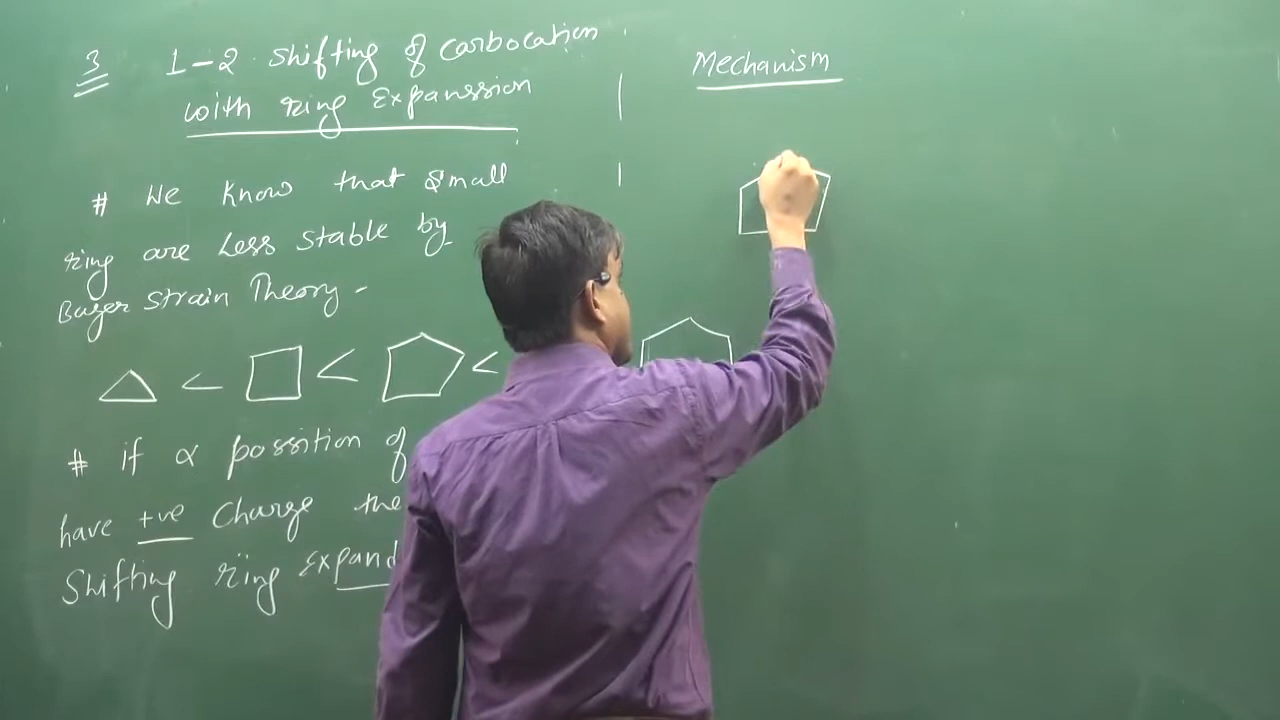 3 1-2 Shifting of carbocation
with ring Expanssion
# We know that Small
ring are Less Stable by
Bayer Strain Theory -
< < <
# if α possition of
have +ve Charge the
Shifting ring Expand
Mechanism